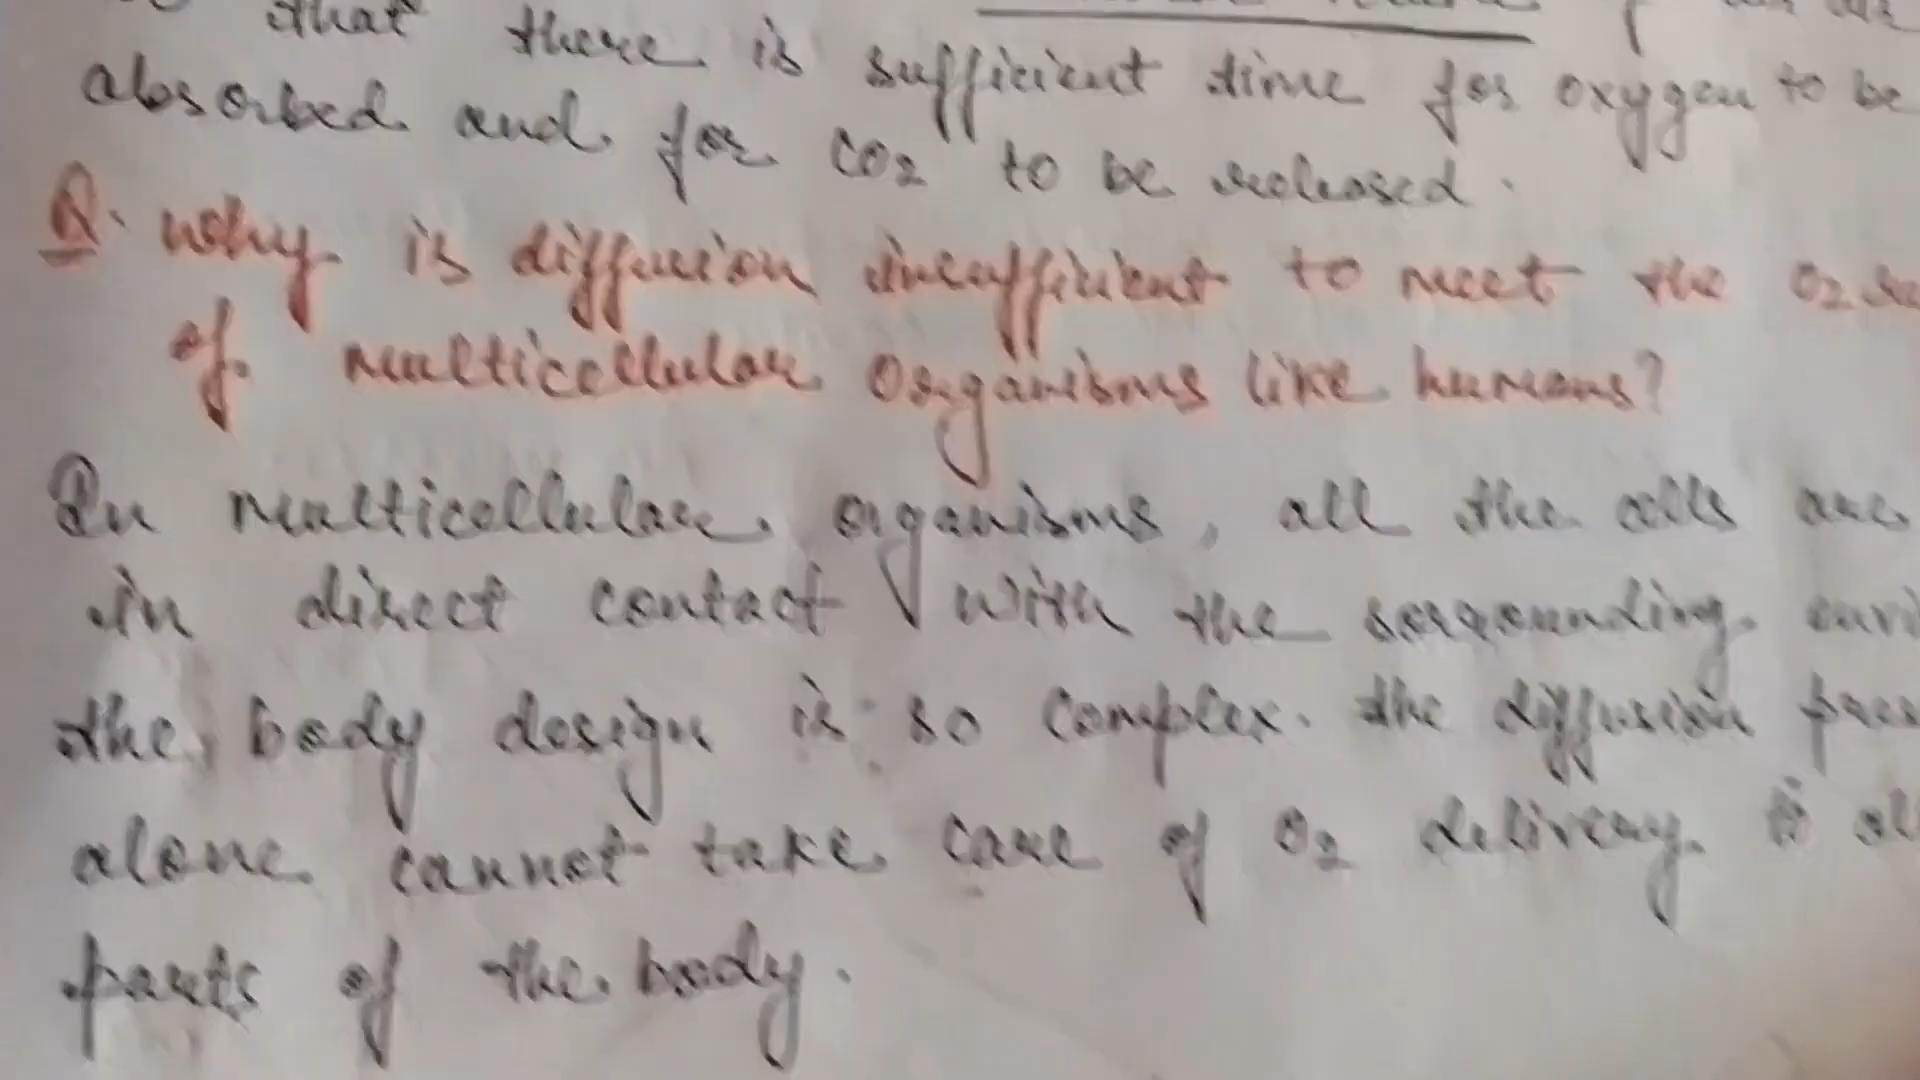 that there is sufficient time for oxygen to be
absorbed and for CO2 to be released.
Q. Why is diffusion insufficient to meet the O2
of multicellular organisms like humans?
In multicellular organisms, all the cells are
in direct contact with the sorrounding
the body design is so complex. the diffusion
alone cannot take care of O2 delivery to
parts of the body.